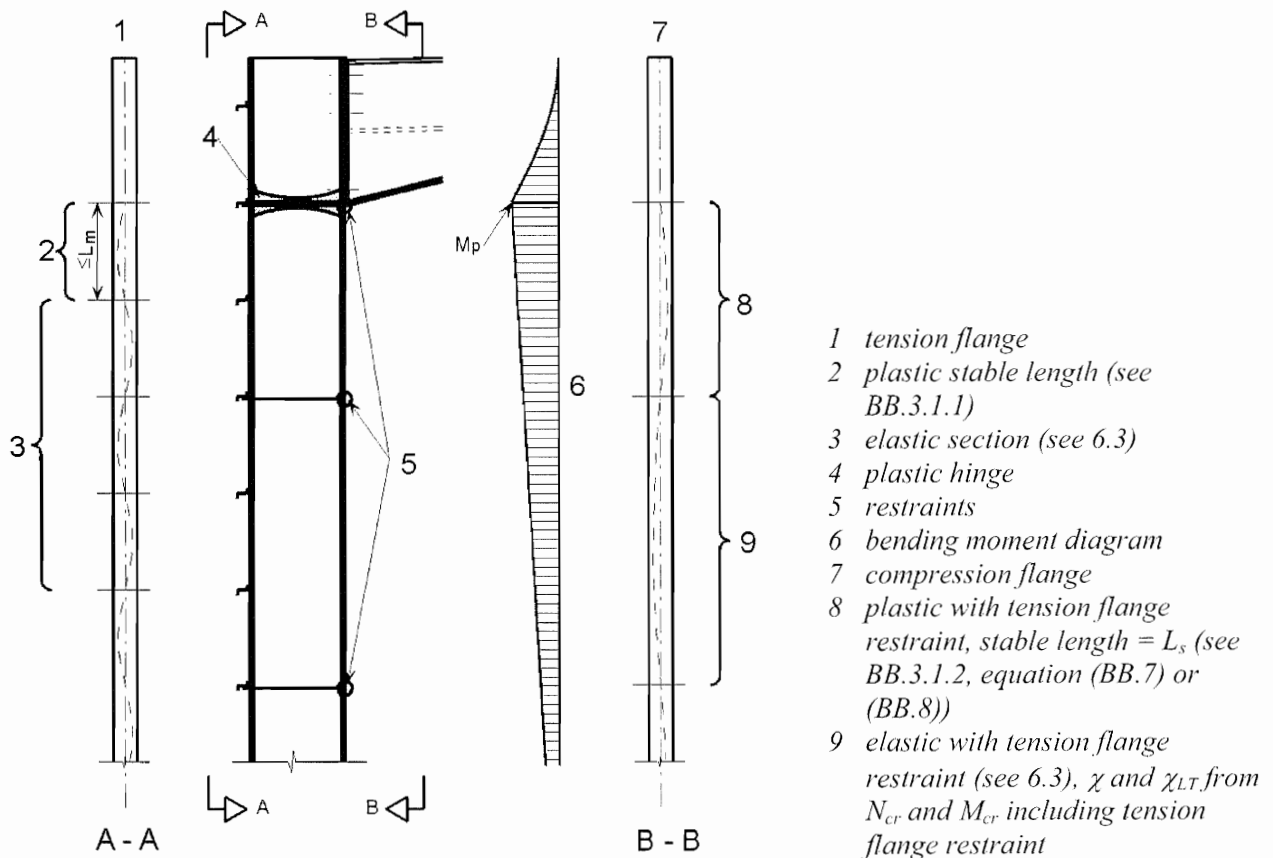 1
A
B
7
4
2
≤Lm
Mp
8
3
5
6
9
A
B
A - A
B - B
1 tension flange
2 plastic stable length (see
BB.3.1.1)
3 elastic section (see 6.3)
4 plastic hinge
5 restraints
6 bending moment diagram
7 compression flange
8 plastic with tension flange
restraint, stable length = Ls (see
BB.3.1.2, equation (BB.7) or
(BB.8))
9 elastic with tension flange
restraint (see 6.3), χ and χLT from
Ncr and Mcr including tension
flange restraint